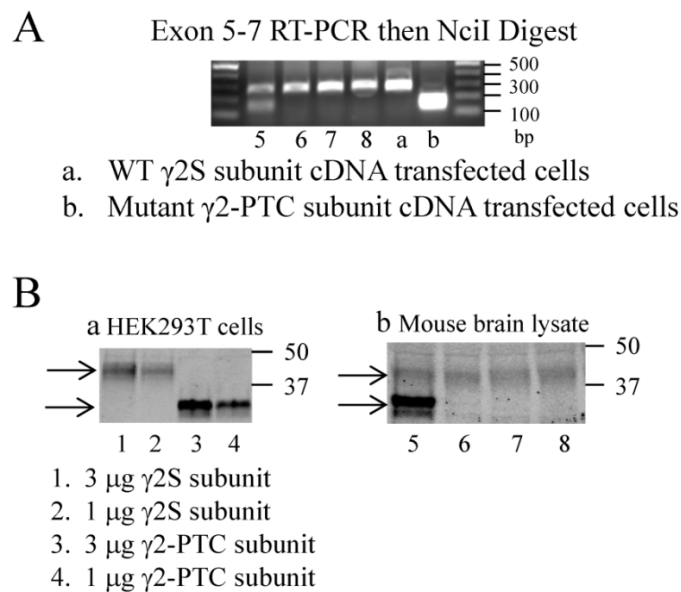 A
Exon 5-7 RT-PCR then NciI Digest
500
300
100
bp
5 6 7 8 a b
a. WT γ2S subunit cDNA transfected cells
b. Mutant γ2-PTC subunit cDNA transfected cells
B
a HEK293T cells
50
37
1 2 3 4
1. 3 μg γ2S subunit
2. 1 μg γ2S subunit
3. 3 μg γ2-PTC subunit
4. 1 μg γ2-PTC subunit
b Mouse brain lysate
50
37
5 6 7 8